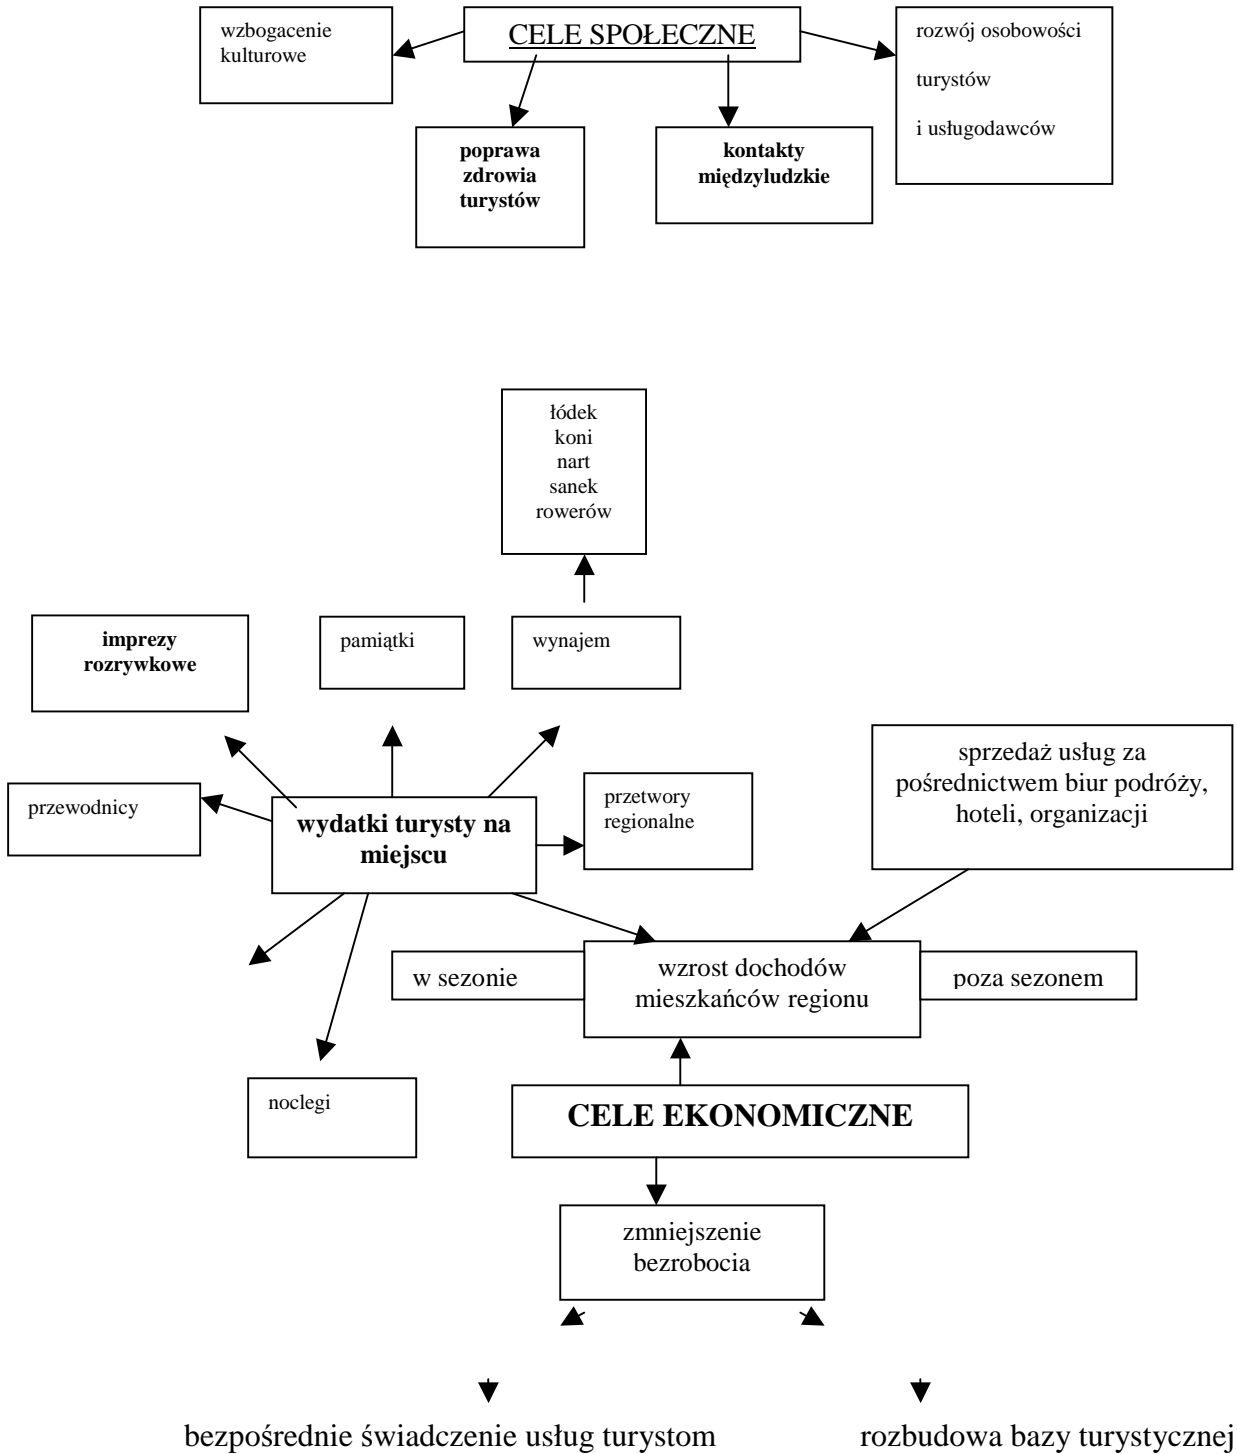 wzbogacenie
kulturowe
CELE SPOŁECZNE
rozwój osobowości
turystów
i usługodawców
poprawa
zdrowia
turystów
kontakty
międzyludzkie
łódek
koni
nart
sanek
rowerów
imprezy
rozrywkowe
pamiątki
wynajem
sprzedaż usług za
pośrednictwem biur podróży,
hoteli, organizacji
przewodnicy
wydatki turysty na
miejscu
przetwory
regionalne
w sezonie
wzrost dochodów
mieszkańców regionu
poza sezonem
noclegi
CELE EKONOMICZNE
zmniejszenie
bezrobocia
bezpośrednie świadczenie usług turystom
rozbudowa bazy turystycznej